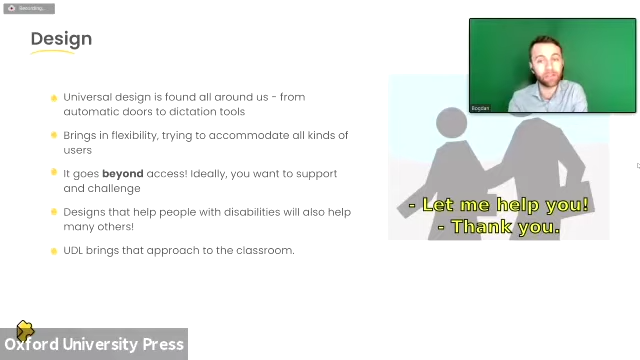 Recording...
Design
Bogdan
Universal design is found all around us - from
automatic doors to dictation tools
Brings in flexibility, trying to accommodate all kinds of
users
It goes beyond access! Ideally, you want to support
and challenge
Designs that help people with disabilities will also help
many others!
UDL brings that approach to the classroom.
- Let me help you!
- Thank you.
Oxford University Press